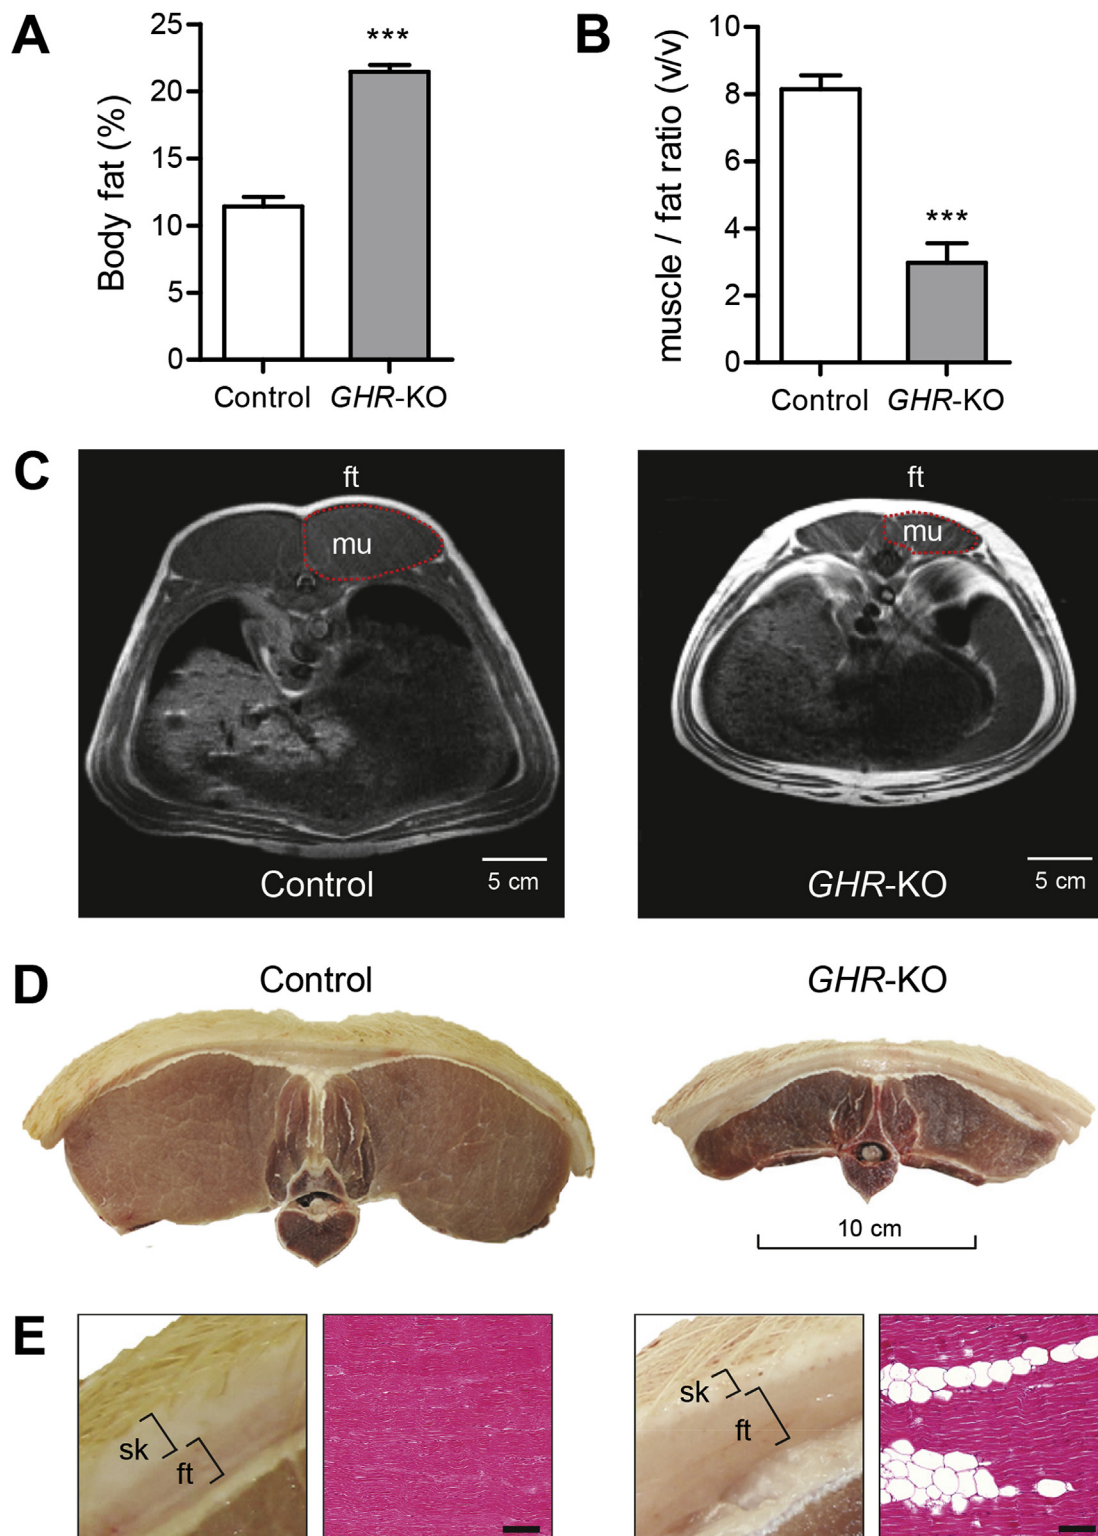 A
Body fat (%)
25
20
15
10
5
0
***
Control GHR-KO
B
muscle / fat ratio (v/v)
10
8
6
4
2
0
***
Control GHR-KO
C
ft
mu
5 cm
Control
ft
mu
5 cm
GHR-KO
D
Control
GHR-KO
10 cm
E
sk
ft
sk
ft